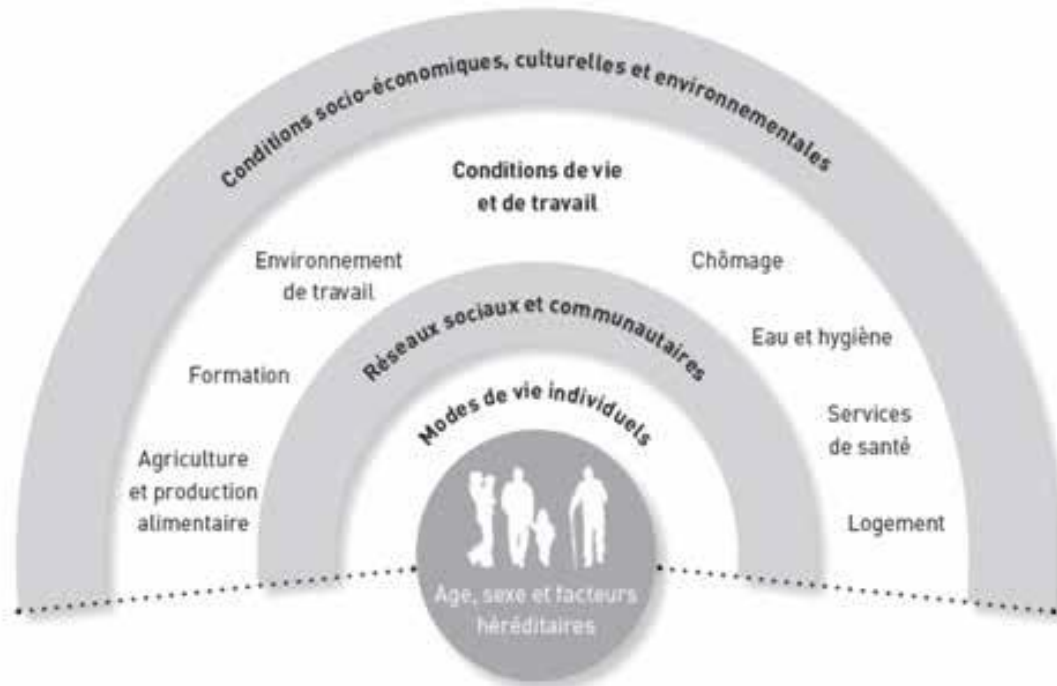 Conditions socio-économiques, culturelles et environnementales
Conditions de vie
et de travail
Environnement
de travail
Chômage
Réseaux sociaux et communautaires
Eau et hygiène
Formation
Modes de vie individuels
Services
de santé
Agriculture
et production
alimentaire
Logement
Age, sexe et facteurs
héréditaires